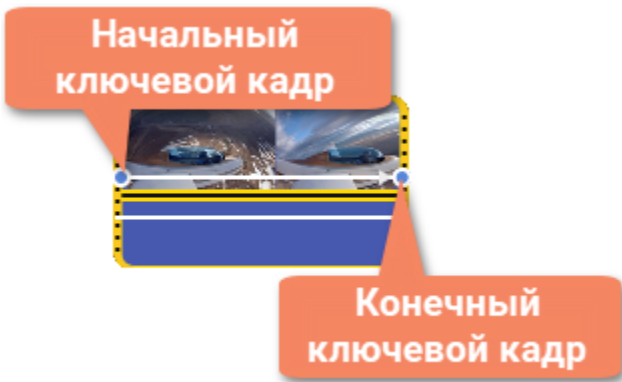 Начальный
ключевой кадр
Конечный
ключевой кадр